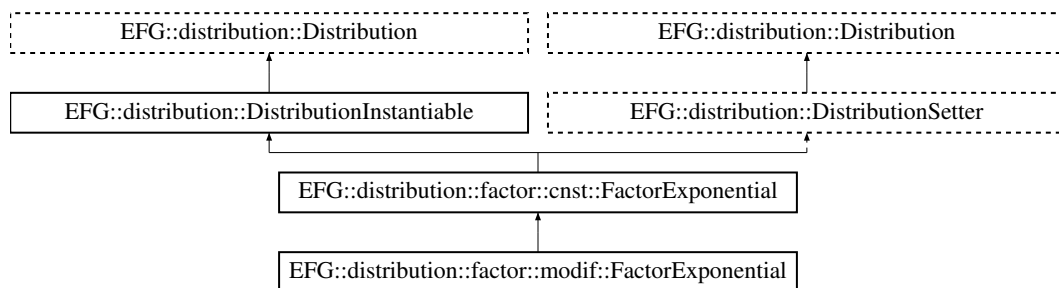 EFG::distribution::Distribution
EFG::distribution::Distribution
EFG::distribution::DistributionInstantiable
EFG::distribution::DistributionSetter
EFG::distribution::factor::cnst::FactorExponential
EFG::distribution::factor::modif::FactorExponential